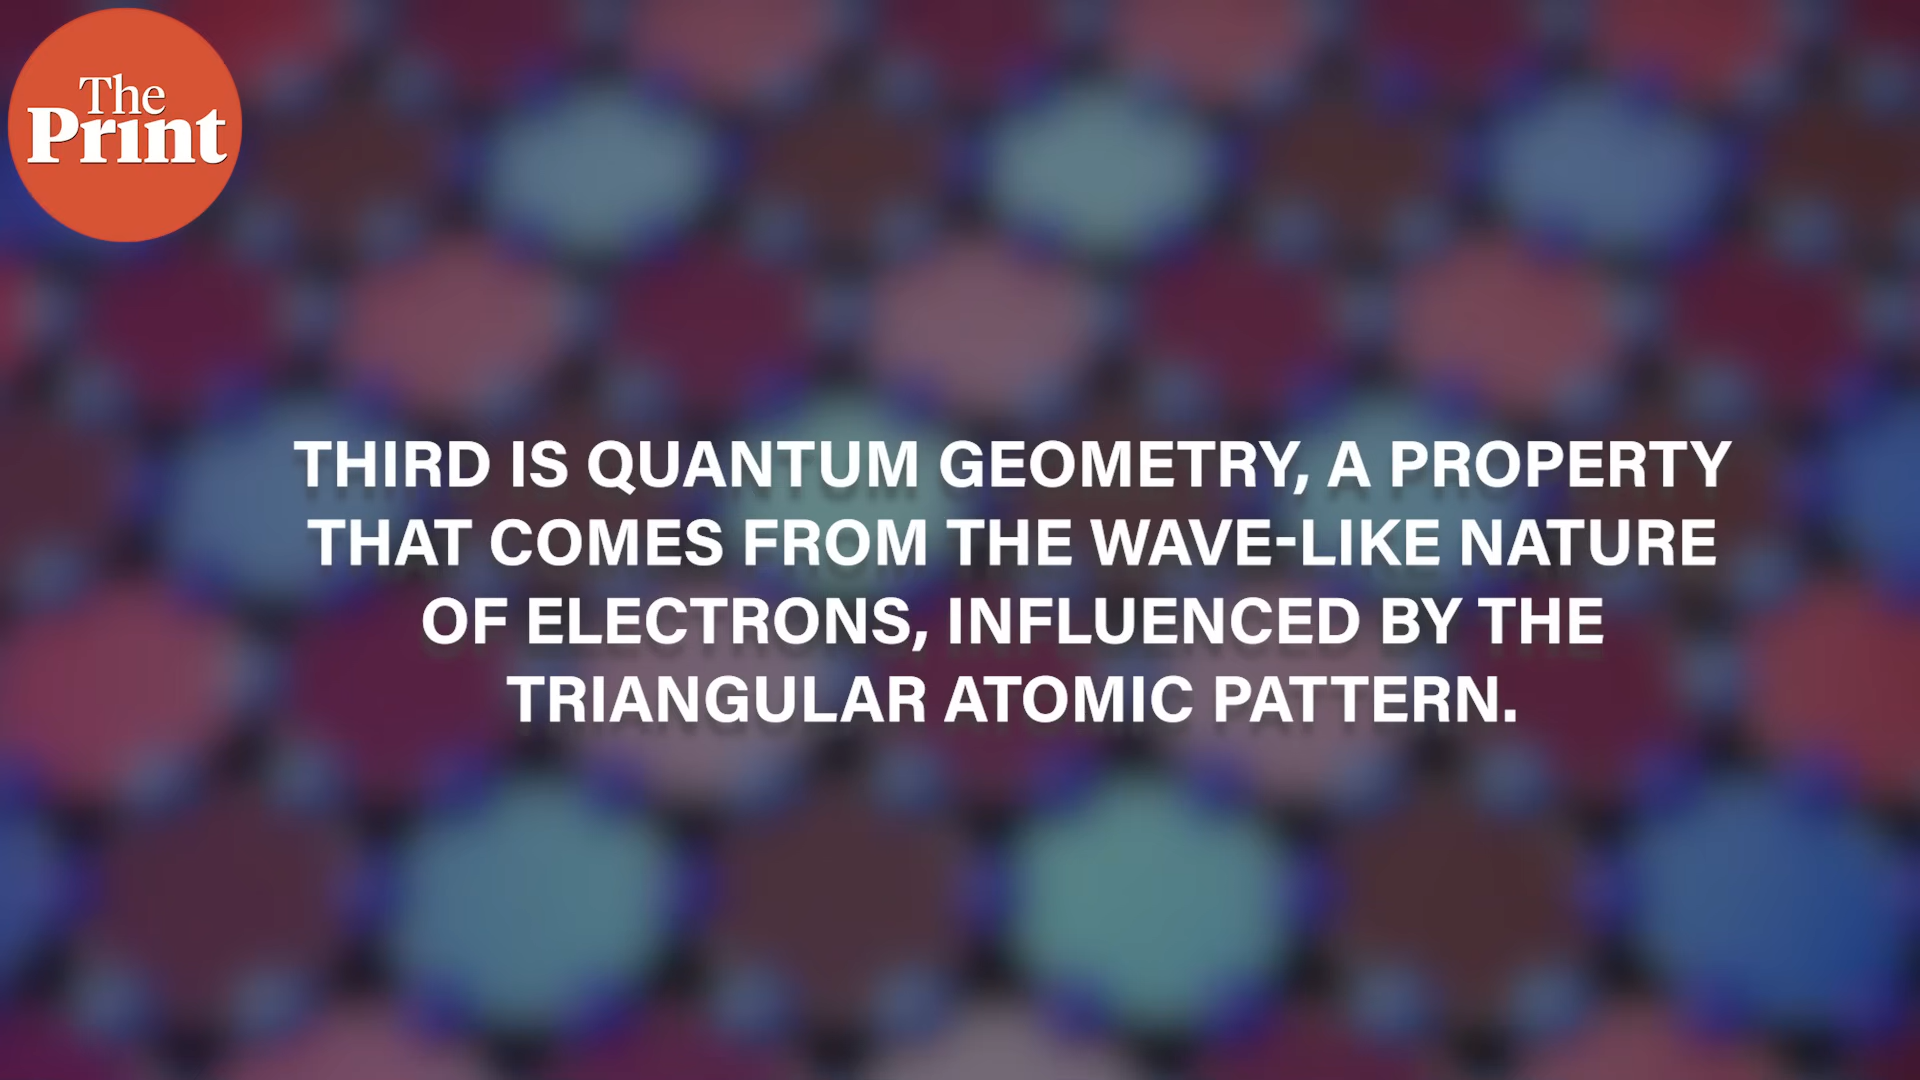 The
Print
THIRD IS QUANTUM GEOMETRY, A PROPERTY
THAT COMES FROM THE WAVE-LIKE NATURE
OF ELECTRONS, INFLUENCED BY THE
TRIANGULAR ATOMIC PATTERN.